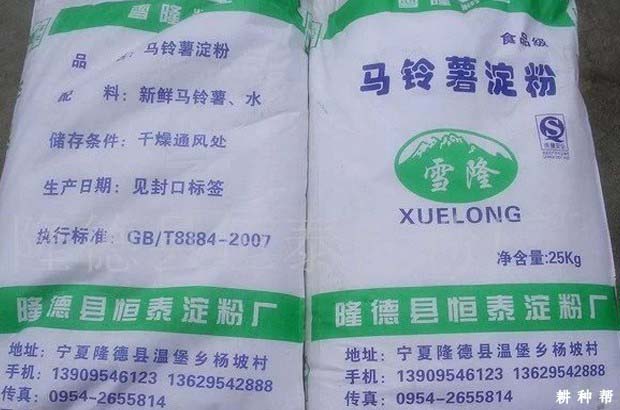 雪隆
品 名：马铃薯淀粉
配 料：新鲜马铃薯、水
储存条件：干燥通风处
生产日期：见封口标签
执行标准：GB/T8884-2007
隆德县恒泰淀粉厂
地址：宁夏隆德县温堡乡杨坡村
手机：13909546123 13629542888
传真：0954-2655814
食品级
马铃薯淀粉
雪隆
XUELONG
净含量:25Kg
隆德县恒泰淀粉厂
地址：宁夏隆德县温堡乡杨坡村
手机：13909546123 13629542888
传真：0954-2655814
耕种帮